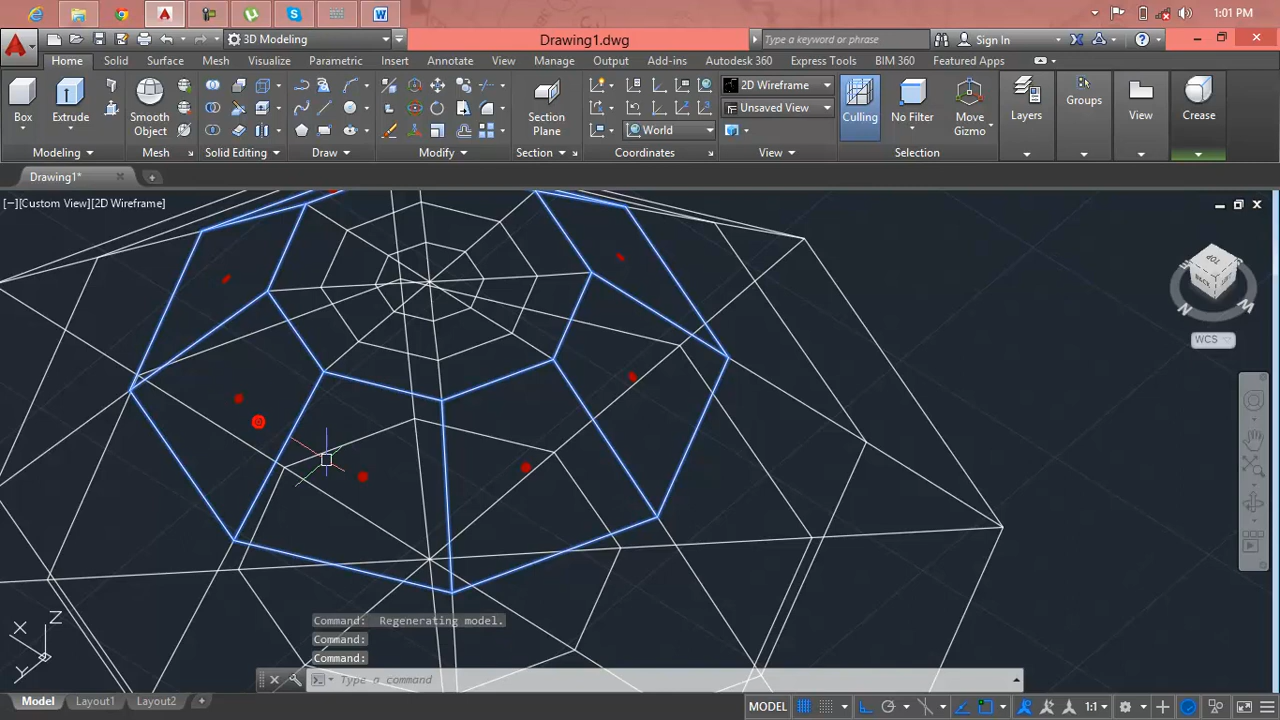 1:01 PM
3D Modeling
Drawing1.dwg
Type a keyword or phrase
Sign In
Home Solid Surface Mesh Visualize Parametric Insert Annotate View Manage Output Add-ins Autodesk 360 Express Tools BIM 360 Featured Apps
2D Wireframe
Unsaved View
World
Box
Extrude
Smooth
Object
Section
Plane
Culling
No Filter
Move
Gizmo
Layers
Groups
View
Crease
Modeling Mesh Solid Editing Draw Modify Section Coordinates View Selection
Drawing1*
[−][Custom View][2D Wireframe]
TOP
BACK
N
W
WCS
Command: Regenerating model.
Command:
Command:
Type a command
X
Y
Z
Model Layout1 Layout2
MODEL
1:1